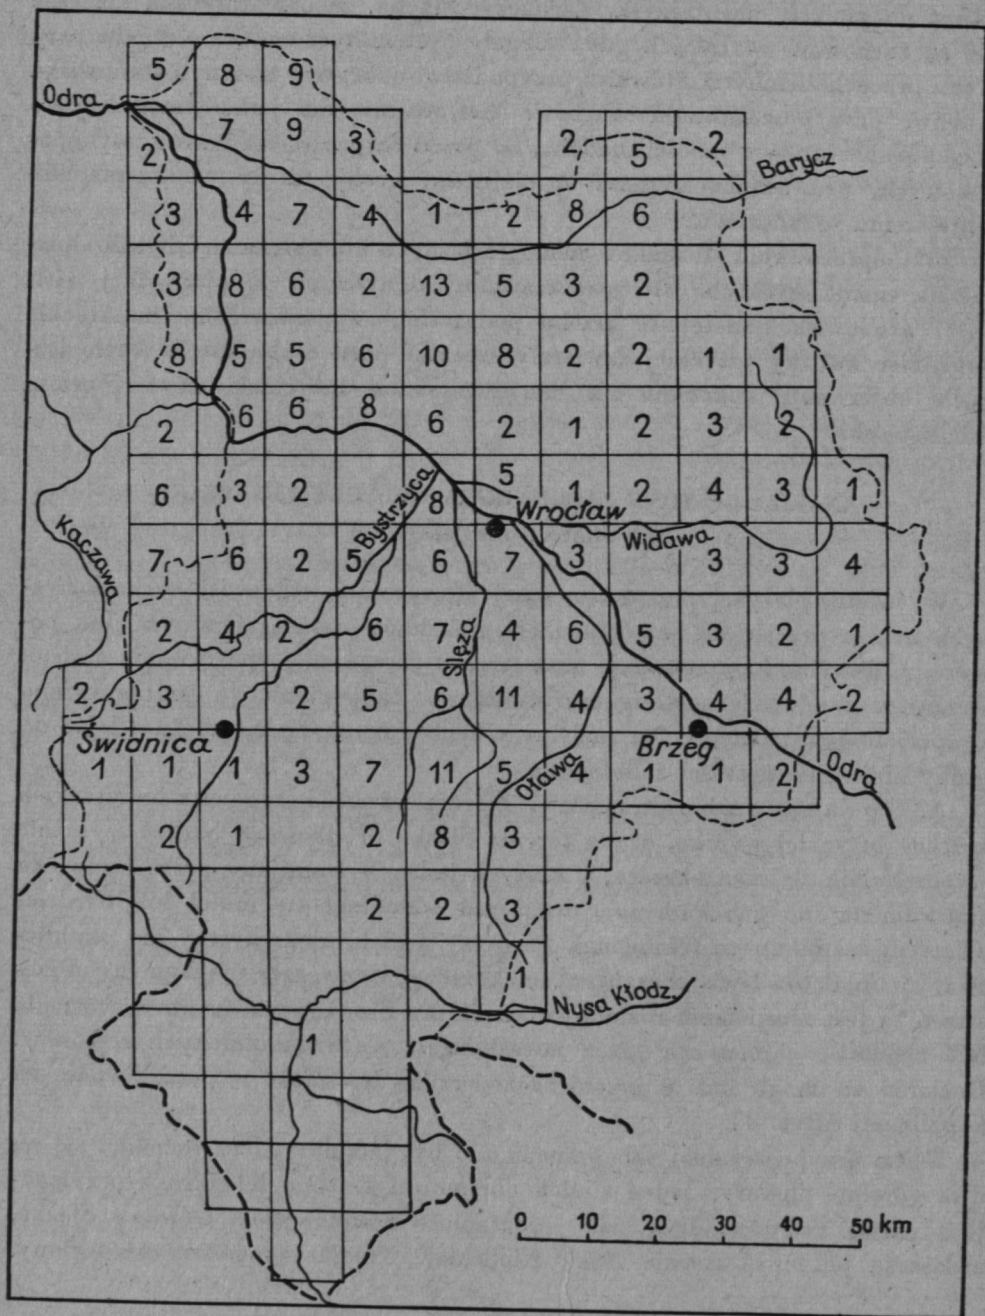 5 8 9
Odra
7 9 3 2 5 2
2
Barycz
3 4 7 4 1 2 8 6
3 8 6 2 13 5 3 2
8 5 5 6 10 8 2 2 1 1
2 6 6 8 6 2 1 2 3 2
6 3 2 8 5 1 2 4 3 1
Bystrzyca
Wrocław
Kaczawa
Widawa
7 6 2 5 6 7 3 3 3 4
2 4 2 6 7 4 6 5 3 2 1
Ślęza
2 3 2 5 6 11 4 3 4 4 2
Świdnica
Brzeg
Oława
Odra
1 1 1 3 7 11 5 4 1 1 2
2 1 2 8 3
2 2 3
1
Nysa Kłodz.
1
0 10 20 30 40 50 km